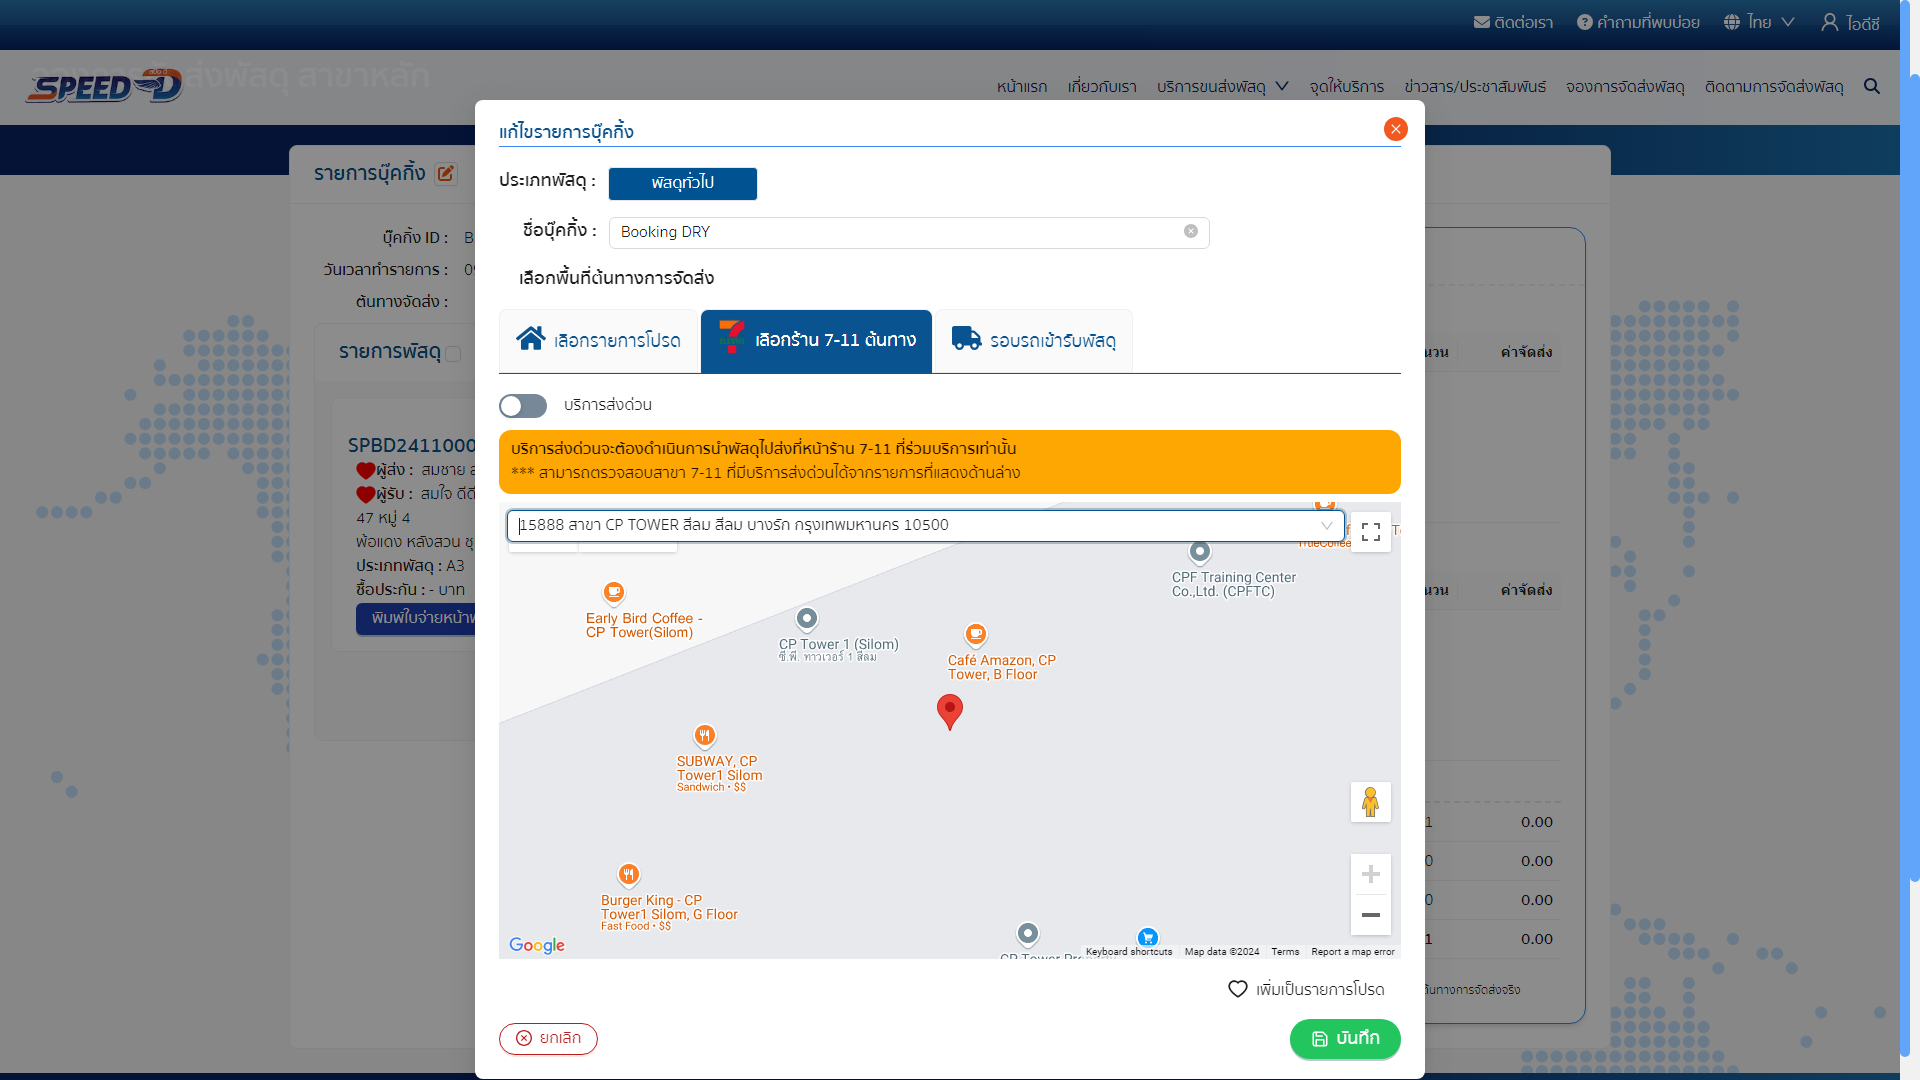 ติดต่อเรา
คำถามที่พบบ่อย
ไทย
ไอดีซี
SPEED-D
ส่งพัสดุ สาขาหลัก
หน้าแรก
เกี่ยวกับเรา
บริการขนส่งพัสดุ
จุดให้บริการ
ข่าวสาร/ประชาสัมพันธ์
จองการจัดส่งพัสดุ
ติดตามการจัดส่งพัสดุ
แก้ไขรายการบุ๊คกิ้ง
ประเภทพัสดุ :
พัสดุทั่วไป
ชื่อบุ๊คกิ้ง :
Booking DRY
เลือกพื้นที่ต้นทางการจัดส่ง
เลือกรายการโปรด
เลือกร้าน 7-11 ต้นทาง
รอบรถเข้ารับพัสดุ
บริการส่งด่วน
บริการส่งด่วนจะต้องดำเนินการนำพัสดุไปส่งที่หน้าร้าน 7-11 ที่ร่วมบริการเท่านั้น
*** สามารถตรวจสอบสาขา 7-11 ที่มีบริการส่งด่วนได้จากรายการที่แสดงด้านล่าง
15888 สาขา CP TOWER สีลม สีลม บางรัก กรุงเทพมหานคร 10500
TrueCoffee
CPF Training Center
Co.,Ltd. (CPFTC)
Early Bird Coffee -
CP Tower(Silom)
CP Tower 1 (Silom)
ซี.พี. ทาวเวอร์ 1 สีลม
Café Amazon, CP
Tower, B Floor
SUBWAY, CP
Tower1 Silom
Sandwich • $$
Burger King - CP
Tower1 Silom, G Floor
Fast Food • $$
Google
Keyboard shortcuts
Map data ©2024
Terms
Report a map error
เพิ่มเป็นรายการโปรด
ยกเลิก
บันทึก
รายการบุ๊คกิ้ง
บุ๊คกิ้ง ID : B
วันเวลาทำรายการ : 09
ต้นทางจัดส่ง :
รายการพัสดุ
SPBD2411000
ผู้ส่ง : สมชาย
ผู้รับ : สมใจ ดีดี
47 หมู่ 4
พ้อแดง หลังสวน ชุ
ประเภทพัสดุ : A3
ซื้อประกัน : - บาท
พิมพ์ใบจ่ายหน้าพ
นวน
ค่าจัดส่ง
นวน
ค่าจัดส่ง
1 0.00
0 0.00
0 0.00
1 0.00
ต้นทางการจัดส่งจริง